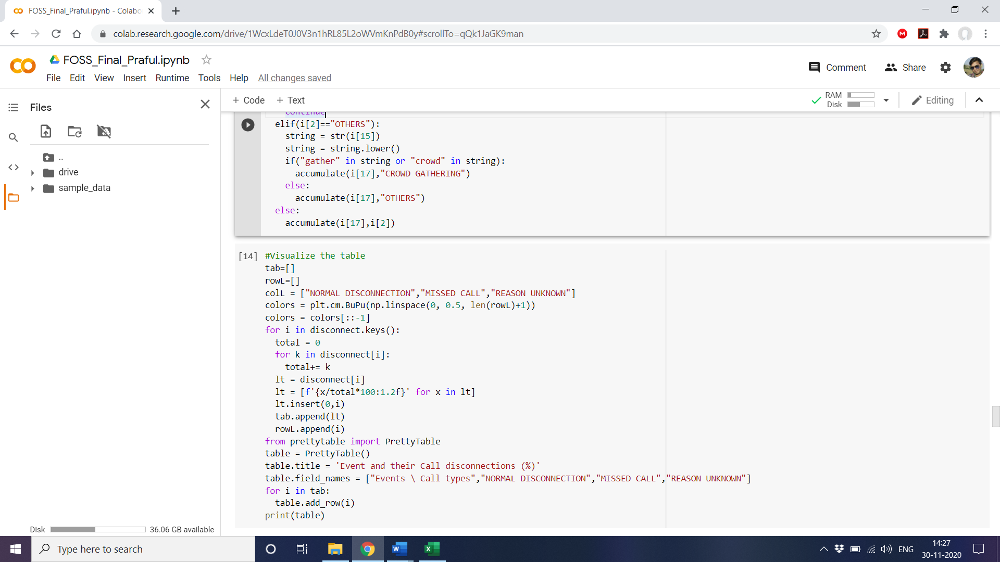 FOSS_Final_Praful.ipynb - Colabo
colab.research.google.com/drive/1WcxLdeT0J0V3n1hRL85L2oWVmKnPdB0y#scrollTo=qQk1JaGK9man
FOSS_Final_Praful.ipynb
Comment
Share
File Edit View Insert Runtime Tools Help All changes saved
Files
+ Code + Text
RAM
Disk
Editing
..
drive
sample_data
continue
elif(i[2]=="OTHERS"):
string = str(i[15])
string = string.lower()
if("gather" in string or "crowd" in string):
accumulate(i[17],"CROWD GATHERING")
else:
accumulate(i[17],"OTHERS")
else:
accumulate(i[17],i[2])
[14] #Visualize the table
tab=[]
rowL=[]
colL = ["NORMAL DISCONNECTION","MISSED CALL","REASON UNKNOWN"]
colors = plt.cm.BuPu(np.linspace(0, 0.5, len(rowL)+1))
colors = colors[::-1]
for i in disconnect.keys():
total = 0
for k in disconnect[i]:
total+= k
lt = disconnect[i]
lt = [f'{x/total*100:1.2f}' for x in lt]
lt.insert(0,i)
tab.append(lt)
rowL.append(i)
from prettytable import PrettyTable
table = PrettyTable()
table.title = 'Event and their Call disconnections (%)'
table.field_names = ["Events \ Call types","NORMAL DISCONNECTION","MISSED CALL","REASON UNKNOWN"]
for i in tab:
table.add_row(i)
print(table)
Disk 36.06 GB available
Type here to search
ENG
14:27
30-11-2020